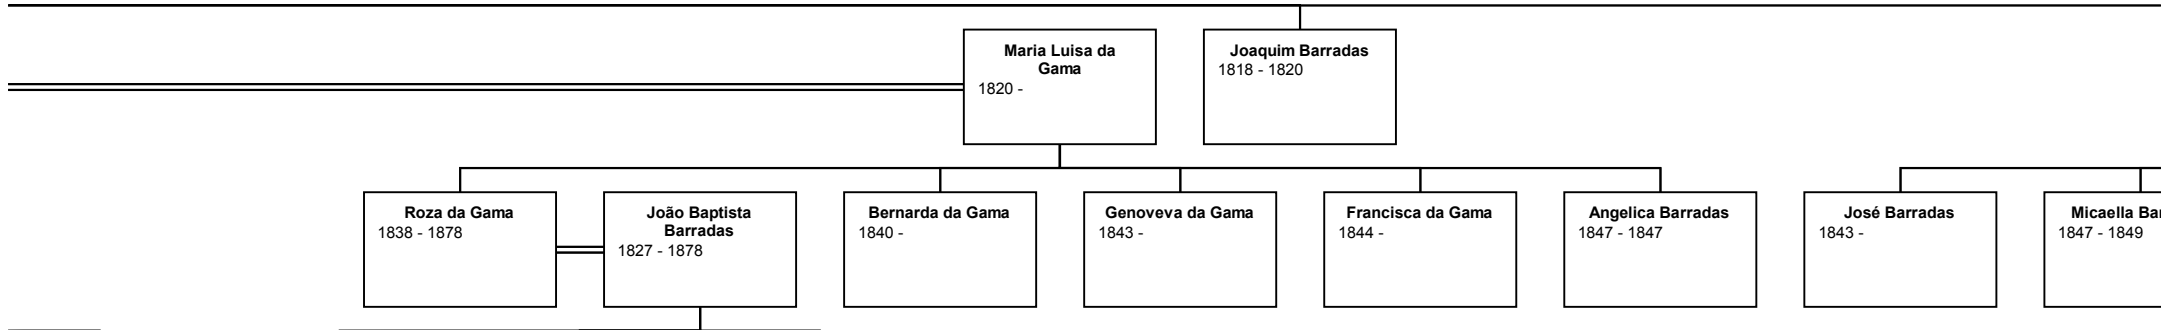 Maria Luisa da
Gama
1820 -
Joaquim Barradas
1818 - 1820
Roza da Gama
1838 - 1878
João Baptista
Barradas
1827 - 1878
Bernarda da Gama
1840 -
Genoveva da Gama
1843 -
Francisca da Gama
1844 -
Angelica Barradas
1847 - 1847
José Barradas
1843 -
Micaella Bar
1847 - 1849